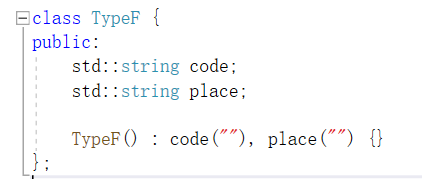 class TypeF {
public:
    std::string code;
    std::string place;

    TypeF() : code(""), place("") {}
};